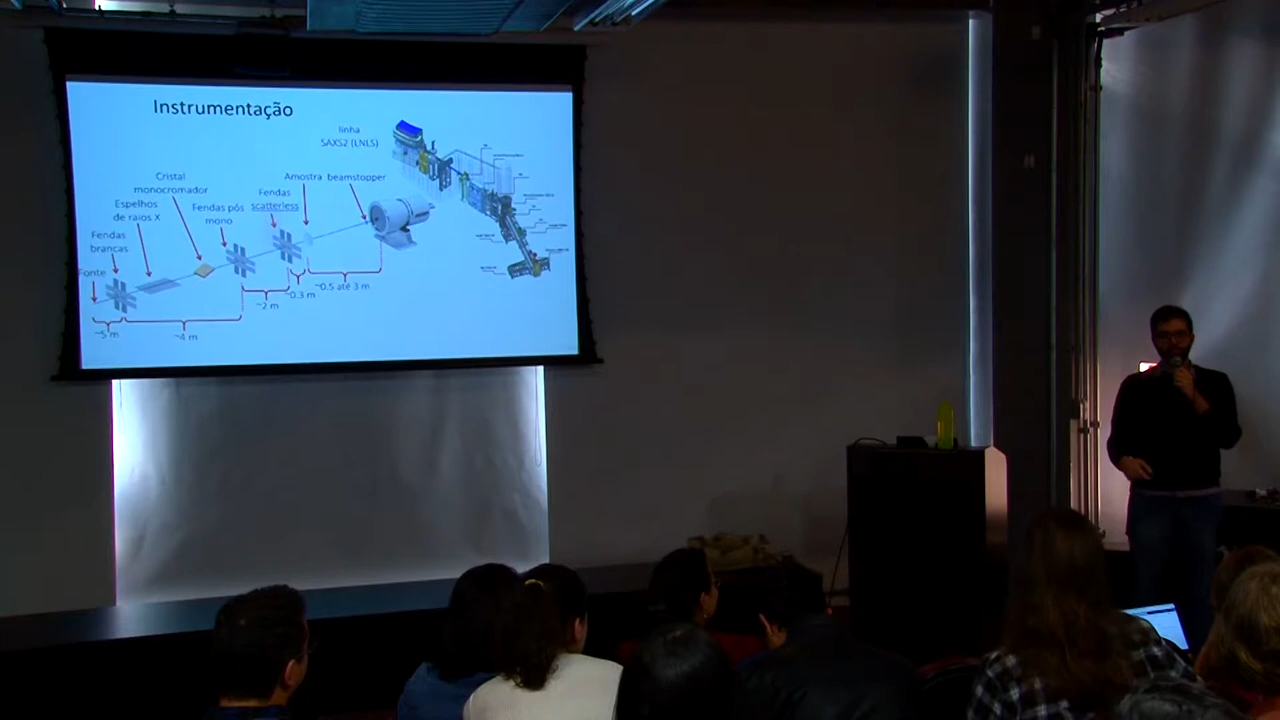 Instrumentação
linha
SAXS2 (LNLS)
Cristal
monocromador
Amostra beamstopper
Espelhos
de raios X
Fendas pós
mono
Fendas
scatterless
Fendas
brancas
Fonte
~5 m
~4 m
~2 m
~0.3 m
~0.5 até 3 m